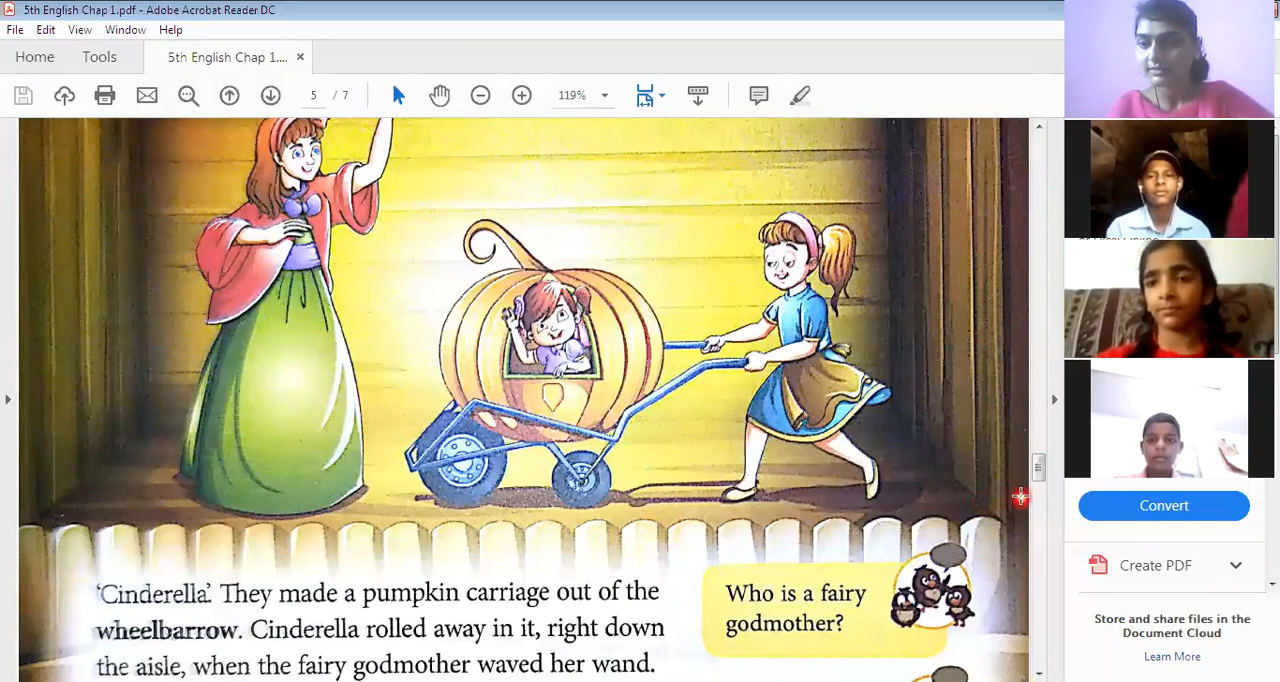 5th English Chap 1.pdf - Adobe Acrobat Reader DC
File Edit View Window Help
Home Tools 5th English Chap 1.... ×
5 / 7 119%
'Cinderella'. They made a pumpkin carriage out of the
wheelbarrow. Cinderella rolled away in it, right down
the aisle, when the fairy godmother waved her wand.
Who is a fairy
godmother?
Convert
Create PDF
Store and share files in the
Document Cloud
Learn More